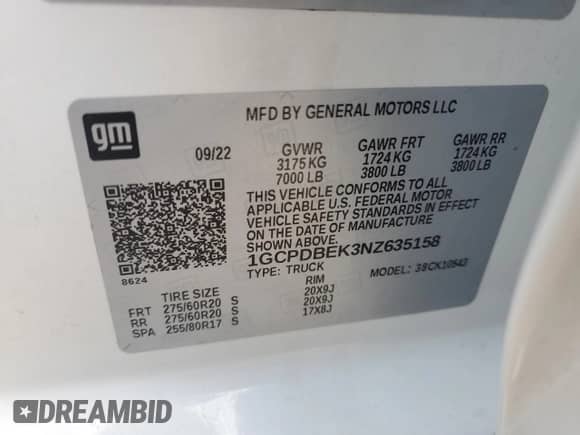 gm
MFD BY GENERAL MOTORS LLC
09/22 GVWR GAWR FRT GAWR RR
3175 KG 1724 KG 1724 KG
7000 LB 3800 LB 3800 LB
THIS VEHICLE CONFORMS TO ALL
APPLICABLE U.S. FEDERAL MOTOR
VEHICLE SAFETY STANDARDS IN EFFECT
ON THE DATE OF MANUFACTURE
SHOWN ABOVE.
1GCPDBEK3NZ635158
8624
TYPE: TRUCK MODEL:
TIRE SIZE RIM
FRT 275/60R20 S 20X9J
RR 275/60R20 S 20X9J
SPA 255/80R17 S 17X8J
DREAMBID